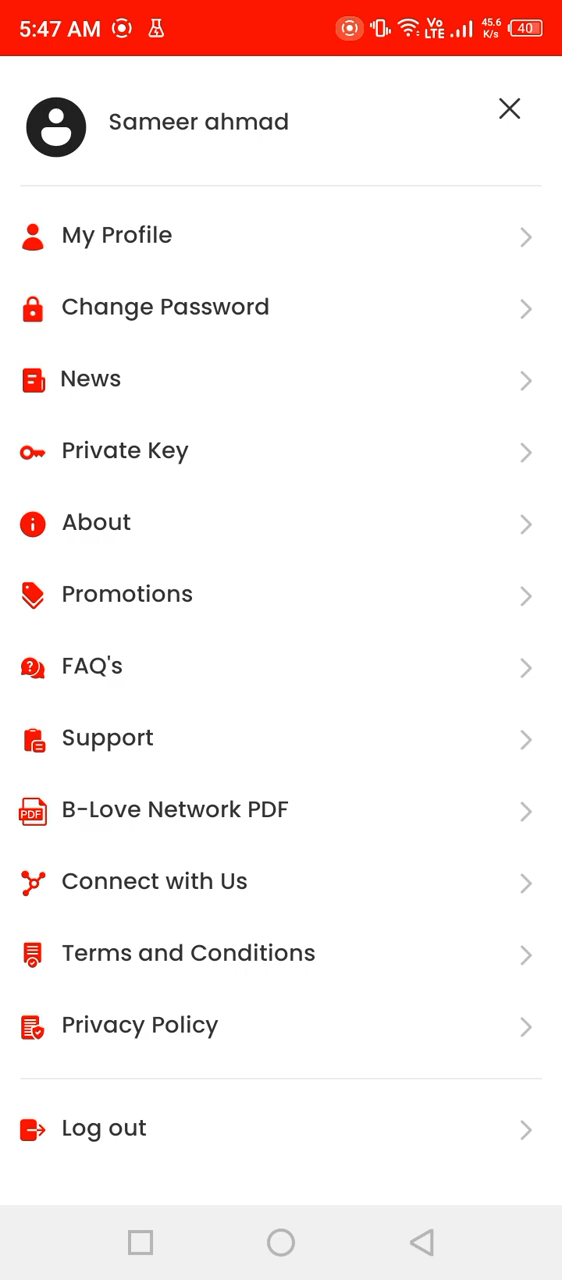 5:47 AM Vo LTE 45.6 K/s 40
Sameer ahmad
My Profile
Change Password
News
Private Key
About
Promotions
FAQ's
Support
PDF B-Love Network PDF
Connect with Us
Terms and Conditions
Privacy Policy
Log out